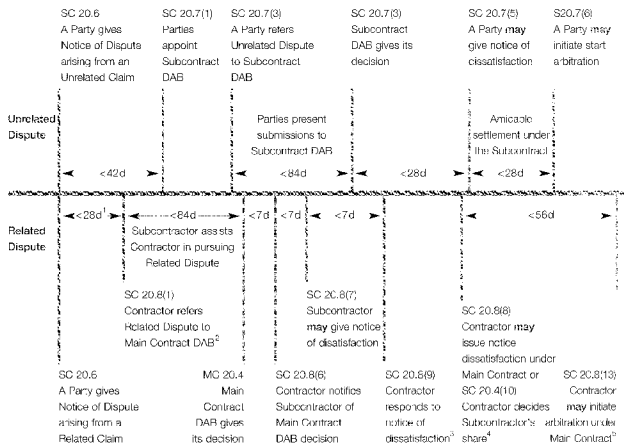 SC 20.6
A Party gives
Notice of Dispute
arising from an
Unrelated Claim
SC 20.7(1)
Parties
appoint
Subcontract
DAB
SC 20.7(3)
A Party refers
Unrelated Dispute
to Subcontract
DAB
SC 20.7(3)
Subcontract
DAB gives its
decision
SC 20.7(5)
A Party may
give notice of
dissatisfaction
S20.7(6)
A Party may
initiate start
arbitration
Unrelated
Dispute
Parties present
submissions to
Subcontract DAB
Amicable
settlement under
the Subcontract
<42d
<84d
<28d
<28d
Related
Dispute
<28d1
<84d
<7d
<7d
<7d
<56d
Subcontractor assists
Contractor in pursuing
Related Dispute
SC 20.8(1)
Contractor refers
Related Dispute to
Main Contract DAB2
SC 20.8(7)
Subcontractor
may give notice
of disatisfaction
SC 20.8(8)
Contractor may
issue notice
dissatisfaction under
Main Contract or
SC 20.4(10)
Contractor decides
Subcontractor's
share4
SC 20.6
A Party gives
Notice of Dispute
arising from a
Related Claim
MC 20.4
Main
Contract
DAB gives
its decision
SC 20.8(6)
Contractor notifies
Subcontractor of
Main Contract
DAB decision
SC 20.8(9)
Contractor
responds to
notice of
dissatisfaction3
SC 20.8(13)
Contractor
may initiate
arbitration under
Main Contract5